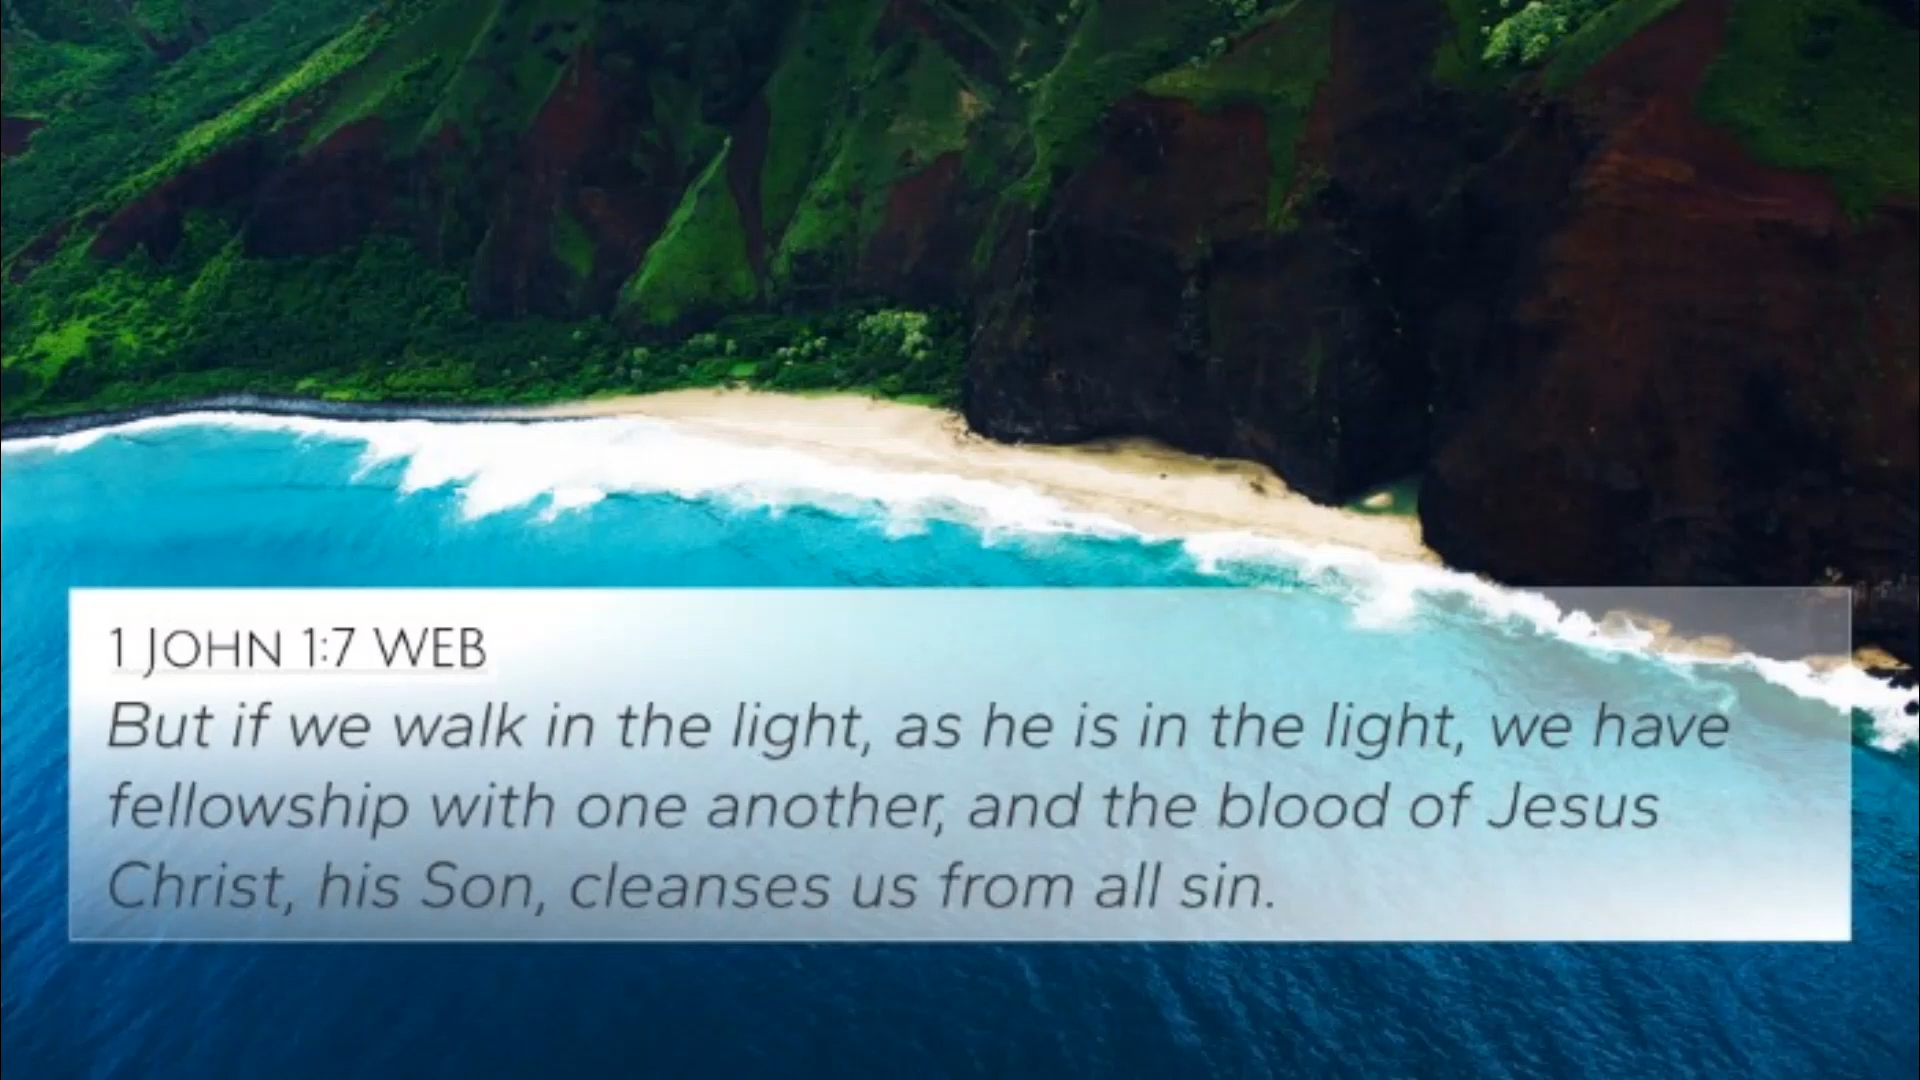 1 John 1:7 WEB
But if we walk in the light, as he is in the light, we have
fellowship with one another, and the blood of Jesus
Christ, his Son, cleanses us from all sin.